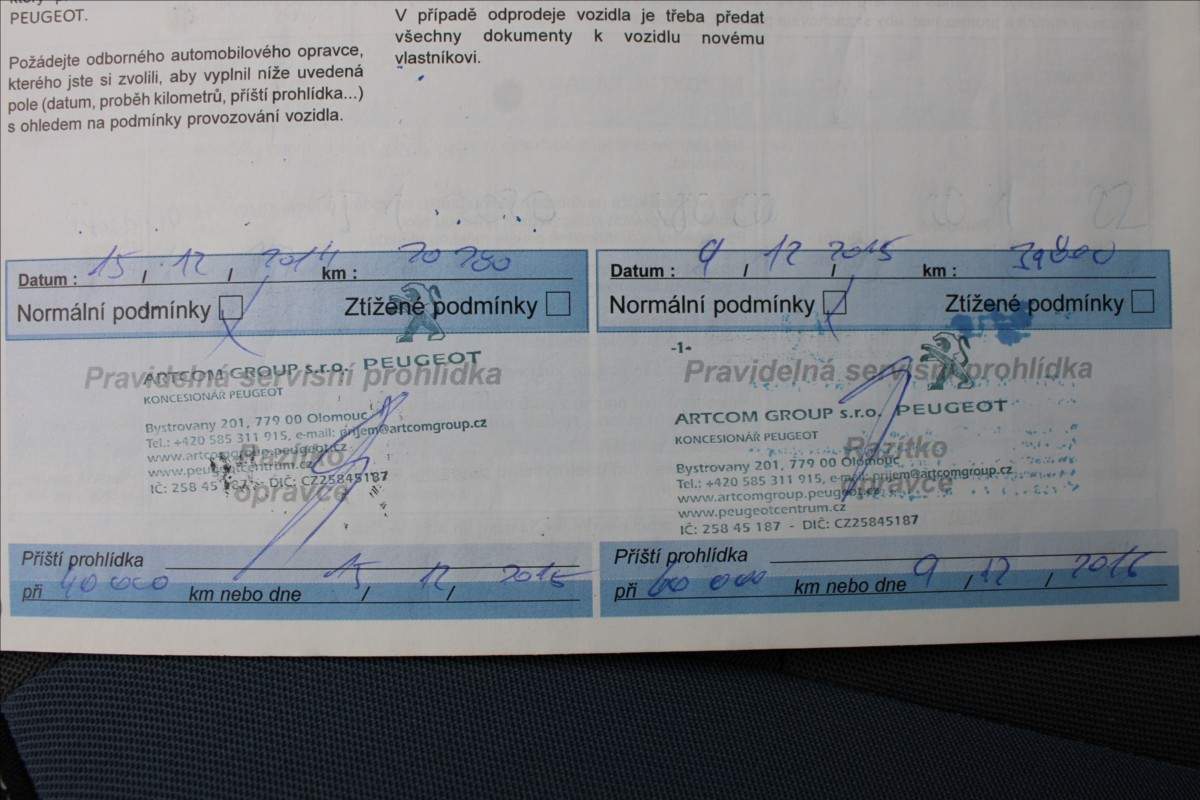 PEUGEOT.
Požádejte odborného automobilového opravce,
kterého jste si zvolili, aby vyplnil níže uvedená
pole (datum, proběh kilometrů, příští prohlídka...)
s ohledem na podmínky provozování vozidla.
V případě odprodeje vozidla je třeba předat
všechny dokumenty k vozidlu novému
vlastníkovi.
Datum : 15 / 12 / 2014 km : 20 780
Normální podmínky Ztížené podmínky
Pravidelná servisní prohlídka
ARTCOM GROUP s.r.o. PEUGEOT
KONCESIONÁŘ PEUGEOT
Bystrovany 201, 779 00 Olomouc
Tel.: +420 585 311 915, e-mail: prijem@artcomgroup.cz
www.artcomgroup.peugeot.cz
www.peugeotcentrum.cz
IČ: 258 45 187 - DIČ: CZ25845187
Razítko
opravce
Příští prohlídka
při 40 000 km nebo dne 15 / 12 / 2015
Datum : 9 / 12 / 2015 km :
Normální podmínky Ztížené podmínky
-1-
Pravidelná servisní prohlídka
ARTCOM GROUP s.r.o. PEUGEOT
KONCESIONÁŘ PEUGEOT
Bystrovany 201, 779 00 Olomouc
Tel.: +420 585 311 915, e-mail: prijem@artcomgroup.cz
www.artcomgroup.peugeot.cz
www.peugeotcentrum.cz
IČ: 258 45 187 - DIČ: CZ25845187
Razítko
opravce
Příští prohlídka
při 60 000 km nebo dne 9 / 12 / 2016